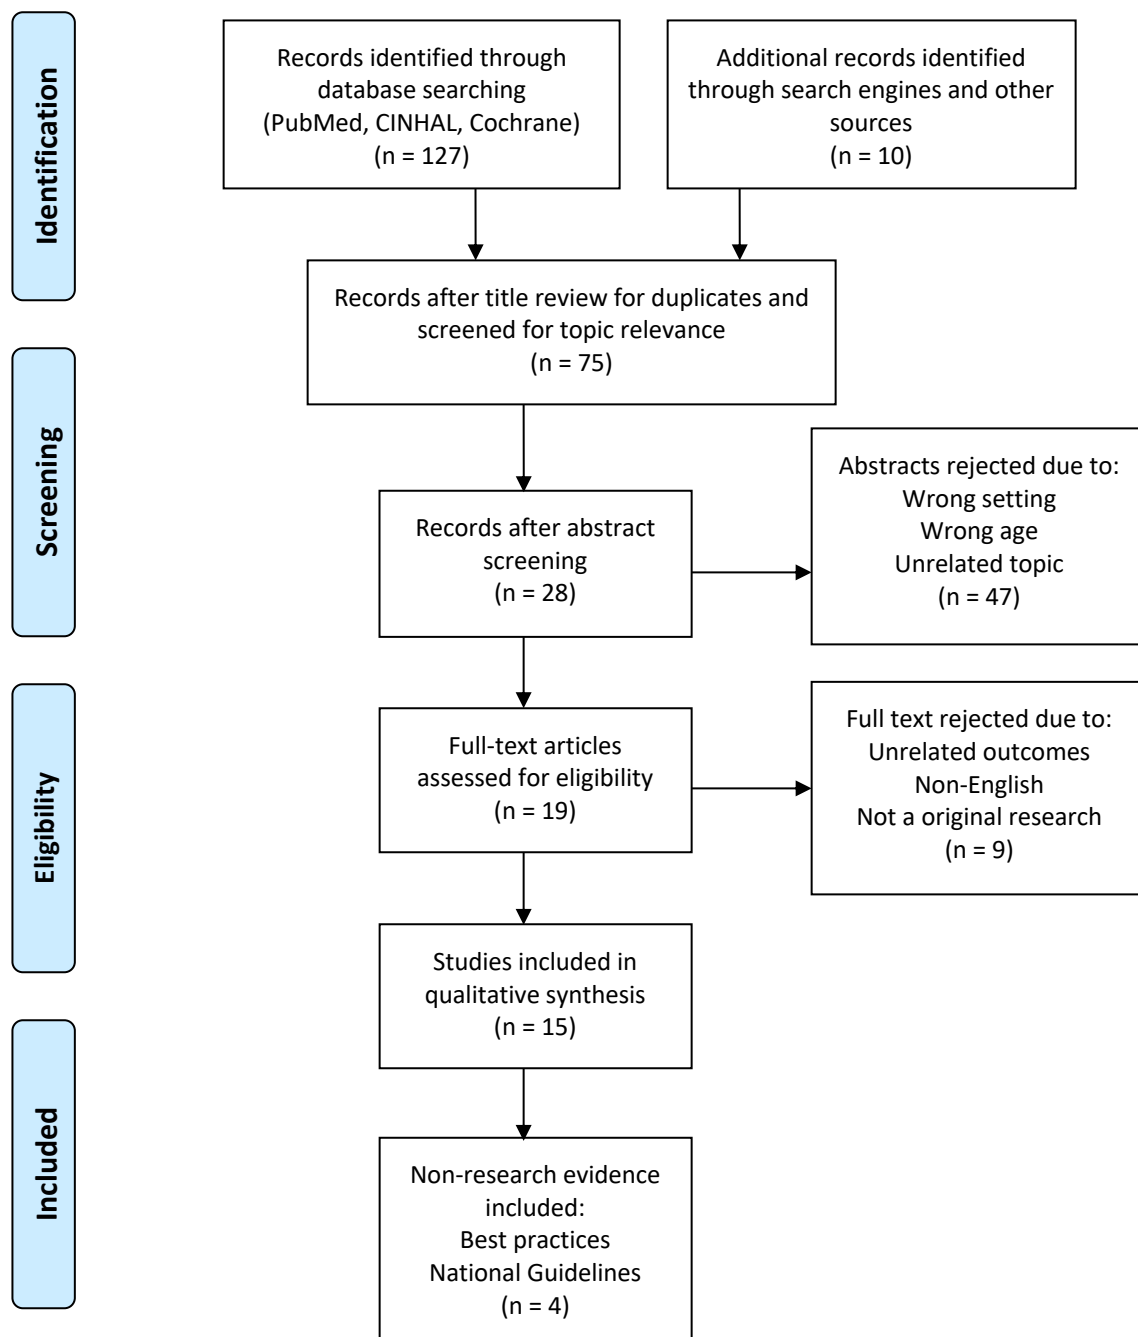 Identification
Records identified through
database searching
(PubMed, CINHAL, Cochrane)
(n = 127)
Additional records identified
through search engines and other
sources
(n = 10)
Records after title review for duplicates and
screened for topic relevance
(n = 75)
Screening
Records after abstract
screening
(n = 28)
Abstracts rejected due to:
Wrong setting
Wrong age
Unrelated topic
(n = 47)
Eligibility
Full-text articles
assessed for eligibility
(n = 19)
Full text rejected due to:
Unrelated outcomes
Non-English
Not a original research
(n = 9)
Studies included in
qualitative synthesis
(n = 15)
Included
Non-research evidence
included:
Best practices
National Guidelines
(n = 4)